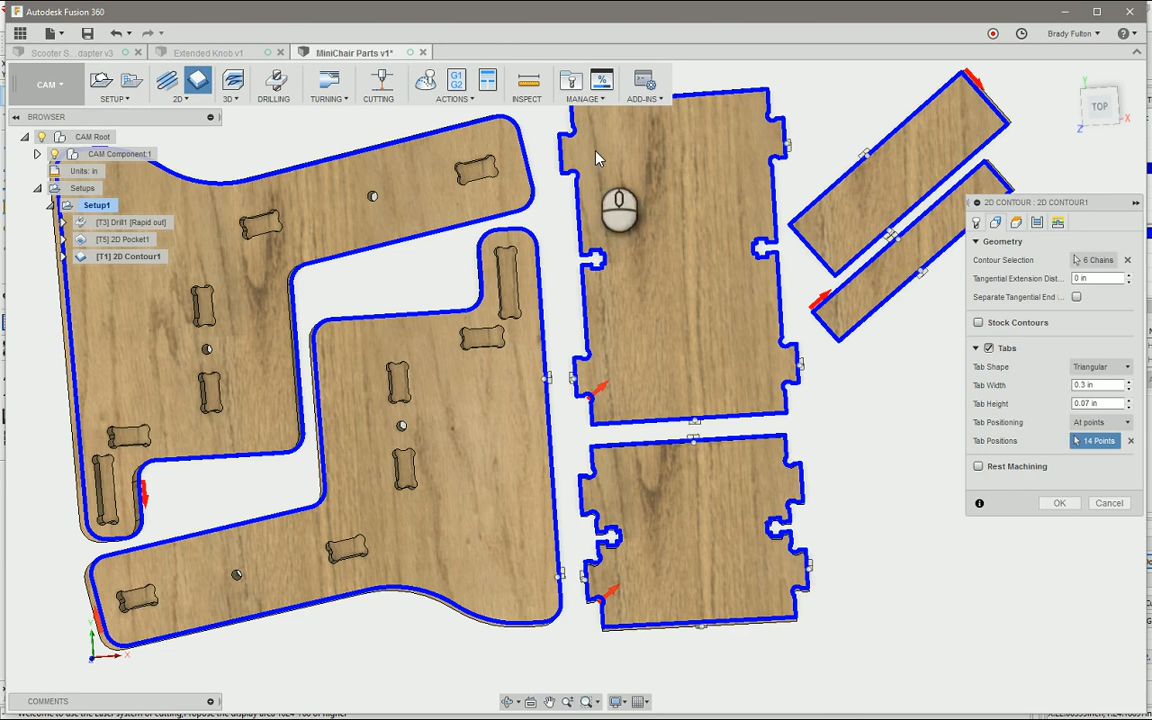 Autodesk Fusion 360
Brady Fulton
Scooter S...dapter v3
Extended Knob v1
MiniChair Parts v1*
CAM
SETUP
2D
3D
DRILLING
TURNING
CUTTING
G1
G2
ACTIONS
INSPECT
MANAGE
ADD-INS
BROWSER
CAM Root
CAM Component:1
Units: in
Setups
Setup1
[T3] Drill1 [Rapid out]
[T5] 2D Pocket1
[T1] 2D Contour1
Y
TOP
X
Z
2D CONTOUR : 2D CONTOUR1
Geometry
Contour Selection
6 Chains
Tangential Extension Dist...
0 in
Separate Tangential End ...
Stock Contours
Tabs
Tab Shape
Triangular
Tab Width
0.3 in
Tab Height
0.07 in
Tab Positioning
At points
Tab Positions
14 Points
Rest Machining
OK
Cancel
Y
X
COMMENTS